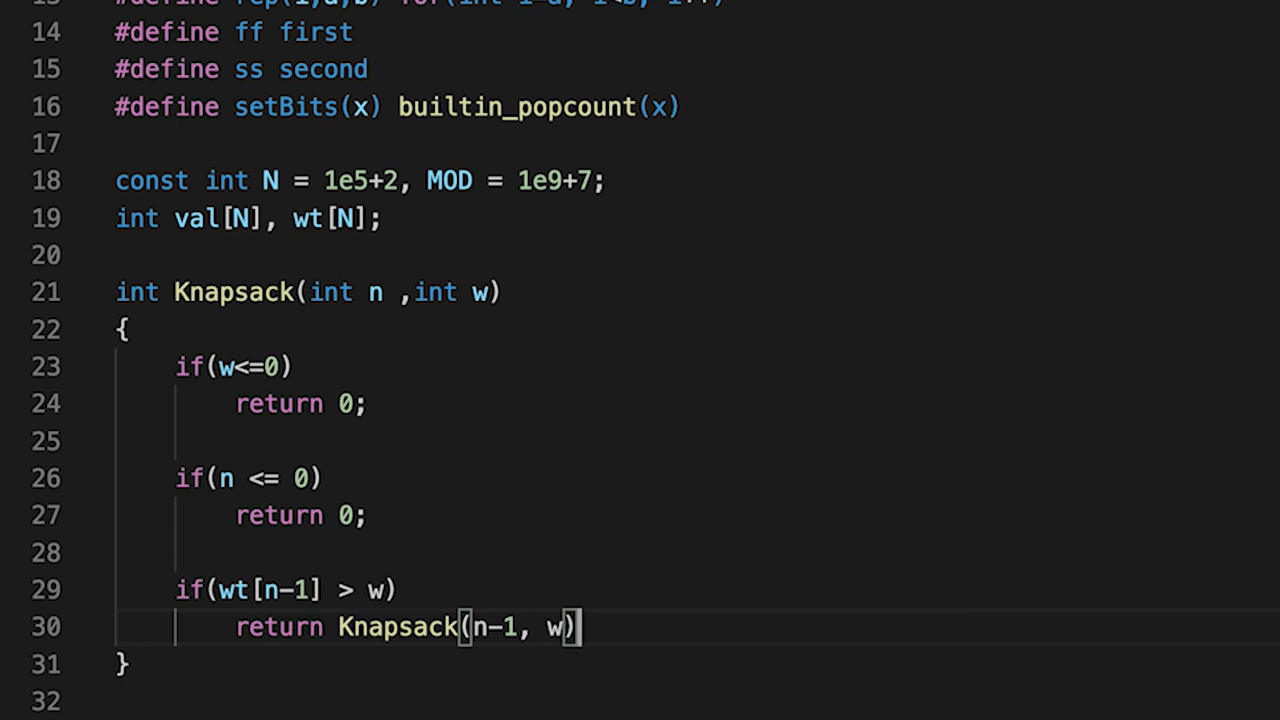 14 #define ff first
15 #define ss second
16 #define setBits(x) builtin_popcount(x)
17
18 const int N = 1e5+2, MOD = 1e9+7;
19 int val[N], wt[N];
20
21 int Knapsack(int n ,int w)
22 {
23 if(w<=0)
24 return 0;
25
26 if(n <= 0)
27 return 0;
28
29 if(wt[n-1] > w)
30 return Knapsack(n-1, w)
31 }
32